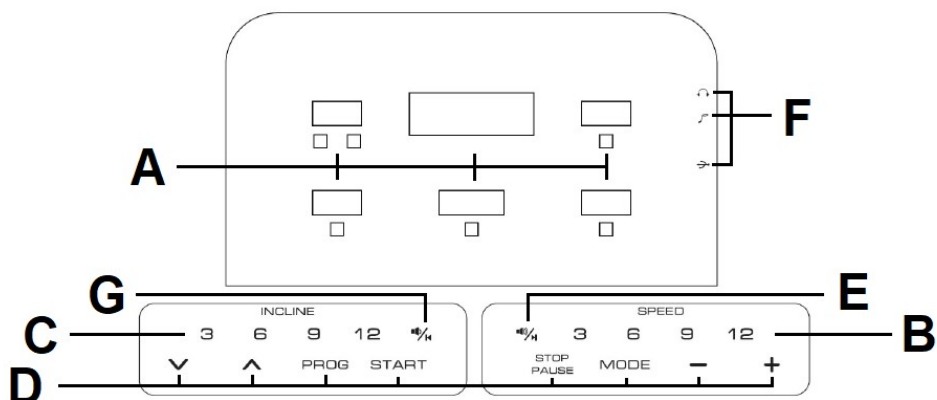 A
F
G
E
INCLINE
SPEED
C
3 6 9 12
3 6 9 12
B
D
PROG START
STOP
PAUSE
MODE
− +